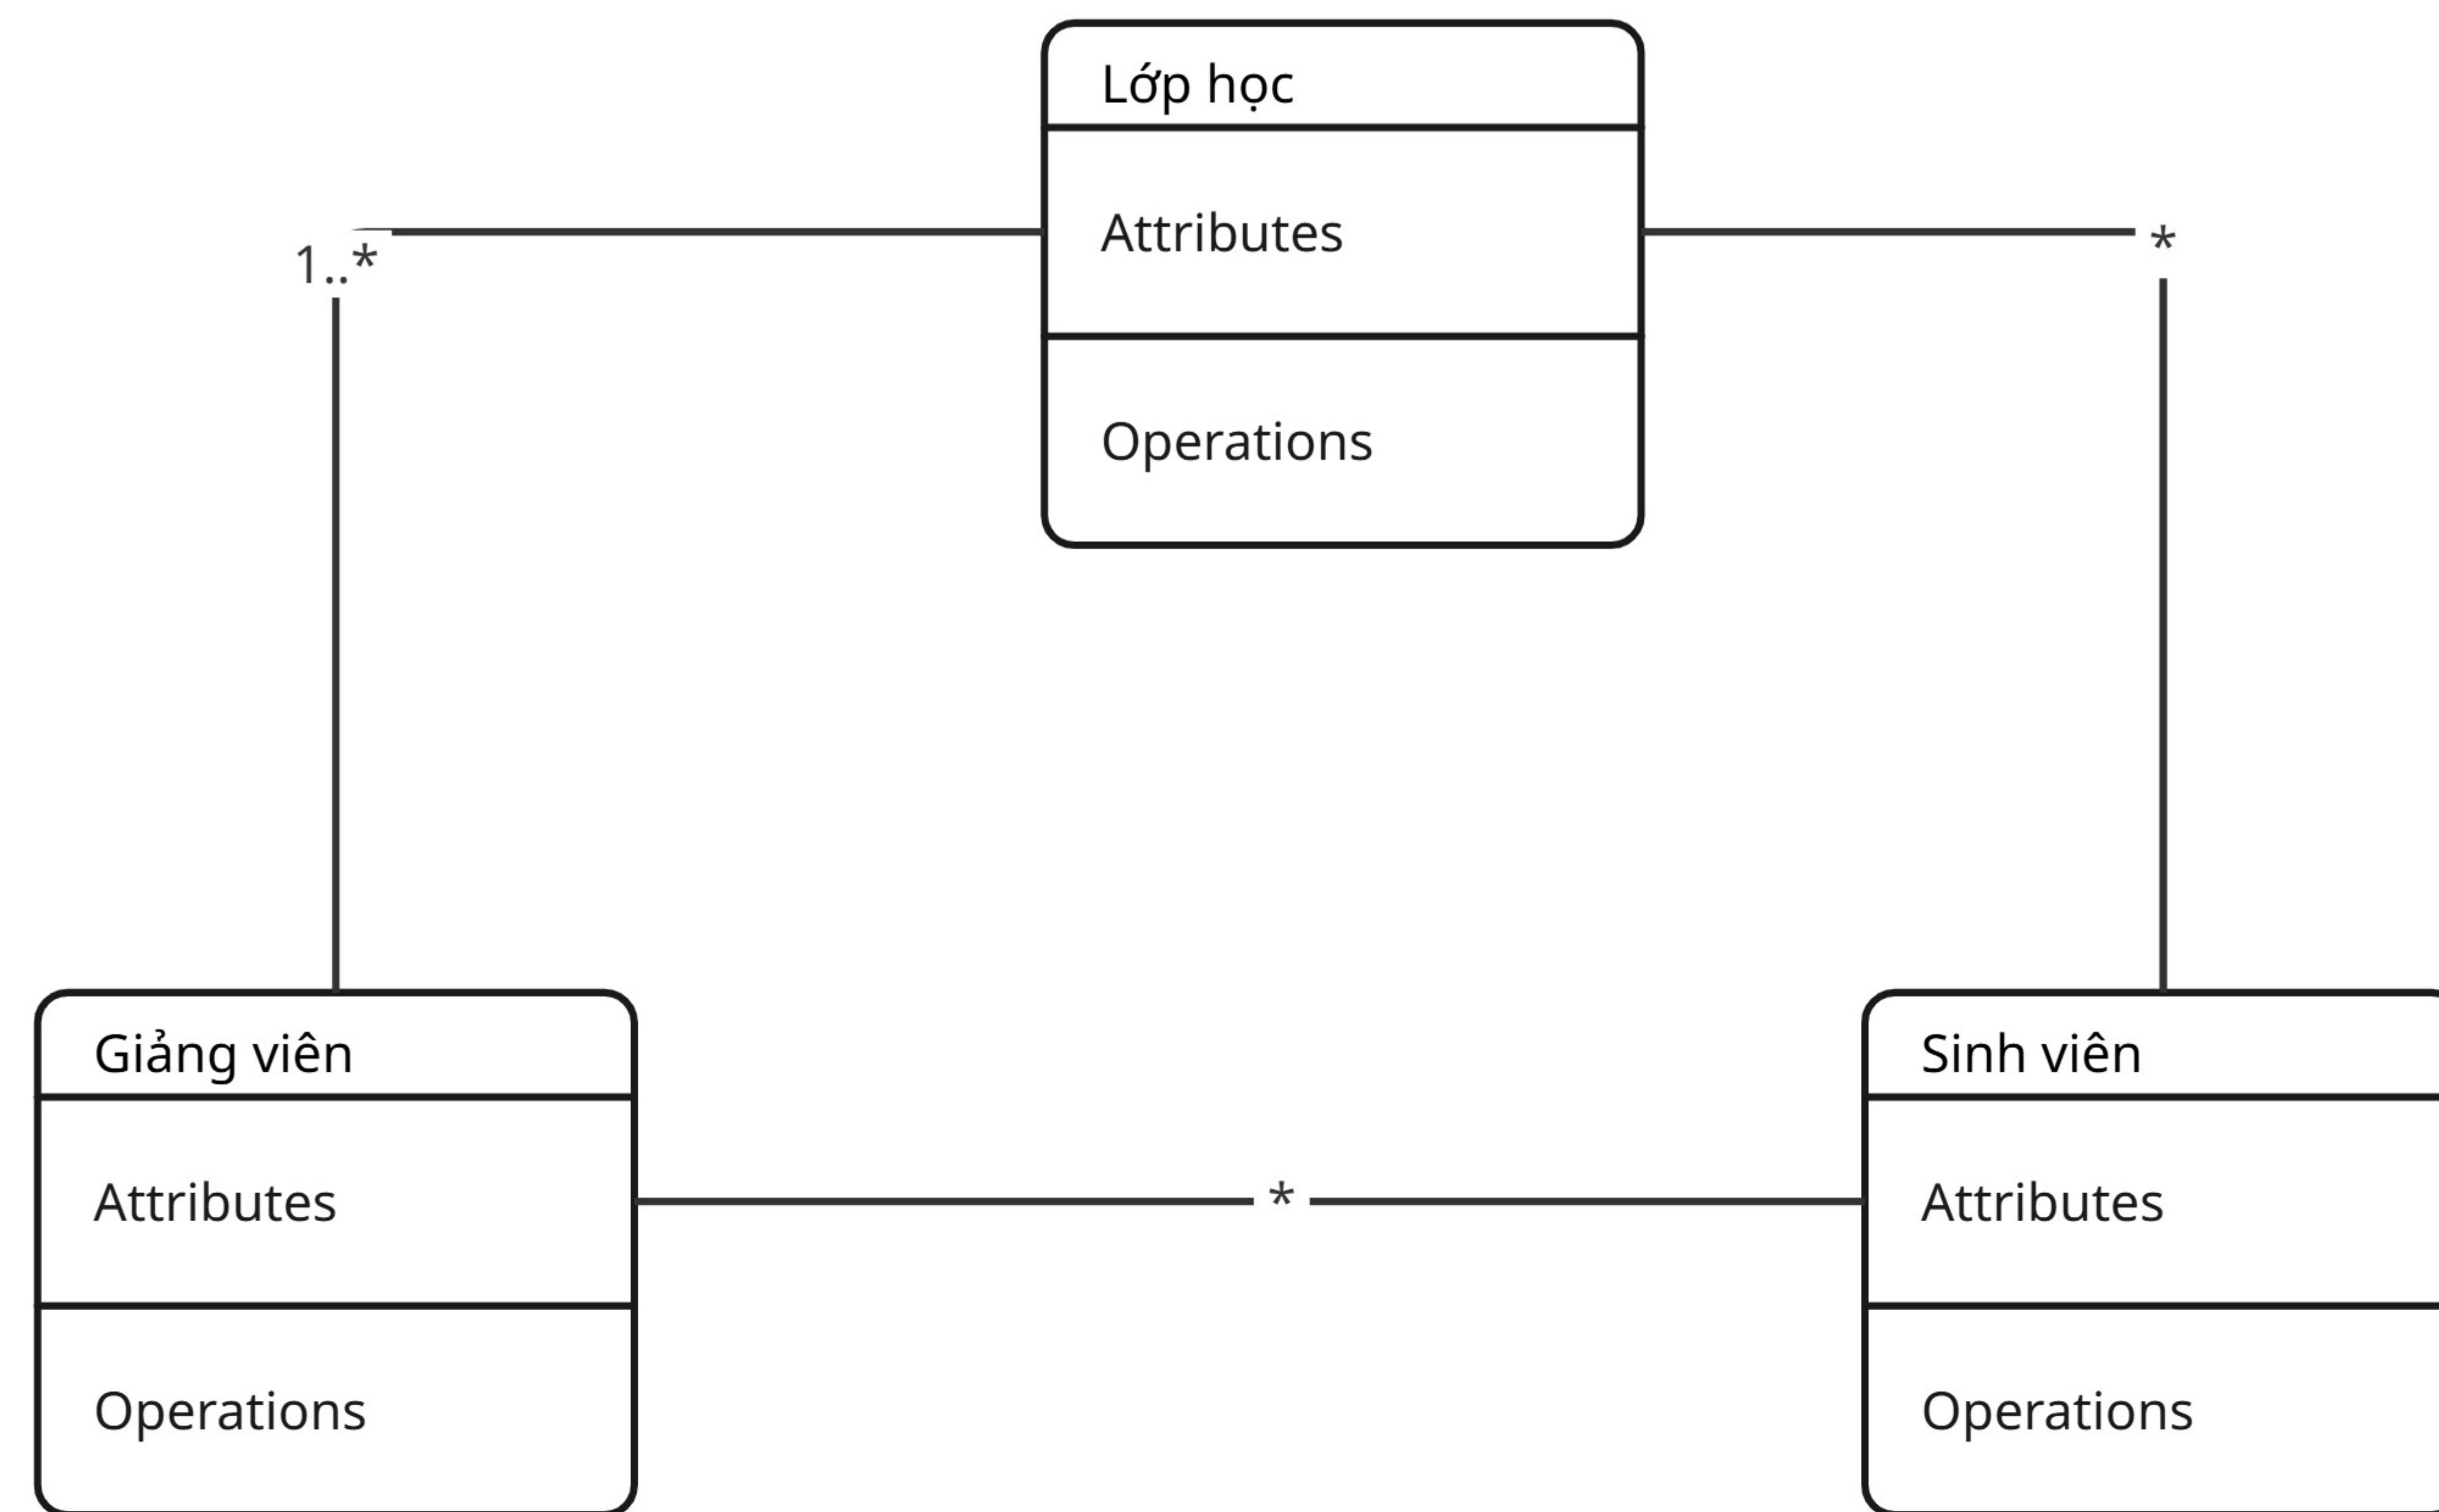 Lớp học
Attributes
Operations
1..*
*
Giảng viên
Attributes
Operations
*
Sinh viên
Attributes
Operations